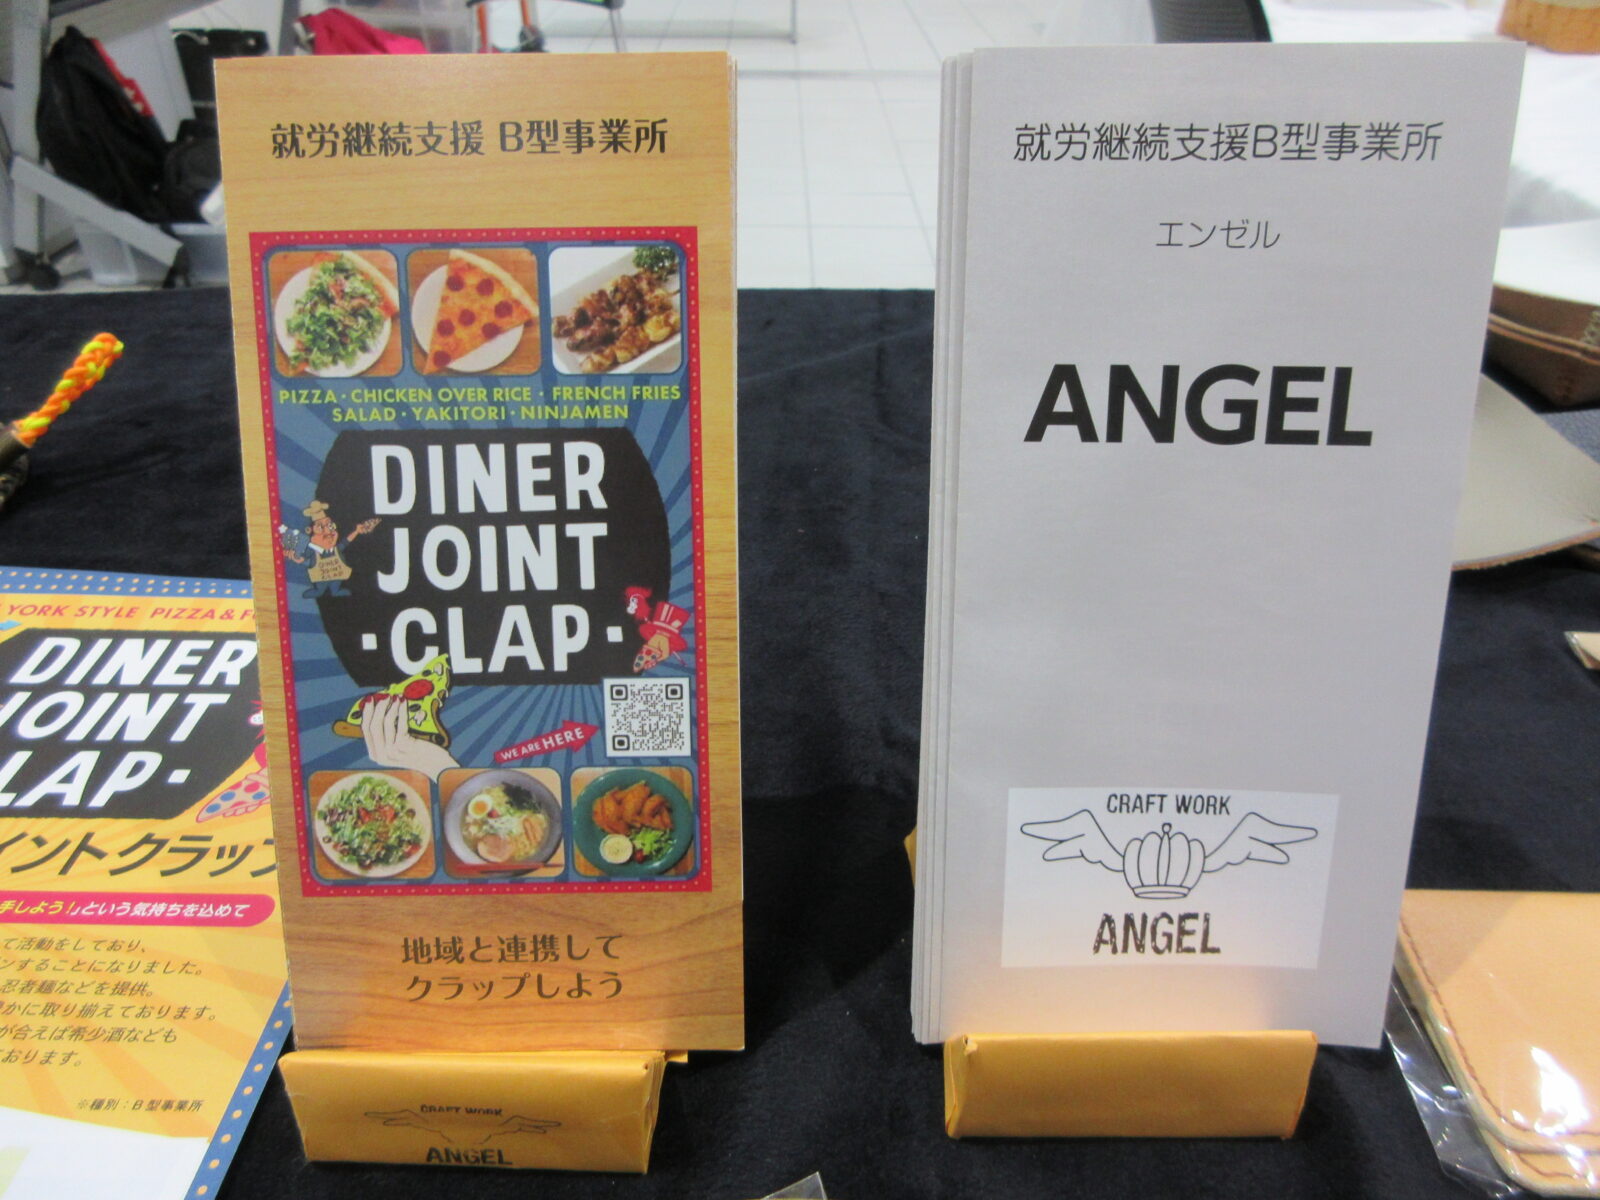 就労継続支援 B型事業所
PIZZA・CHICKEN OVER RICE・FRENCH FRIES
SALAD・YAKITORI・NINJAMEN
DINER
JOINT
・CLAP・
WE ARE HERE
地域と連携して
クラップしよう
CRAFT WORK
ANGEL
就労継続支援B型事業所
エンゼル
ANGEL
CRAFT WORK
ANGEL
YORK STYLE PIZZA &
DINER
JOINT
LAP・
イントクラップ
手しよう!」という気持ちを込めて
て活動をしており、
ンすることになりました。
忍者麺などを提供。
かに取り揃えております。
が合えば希少酒なども
おります。
※種別:B型事業所